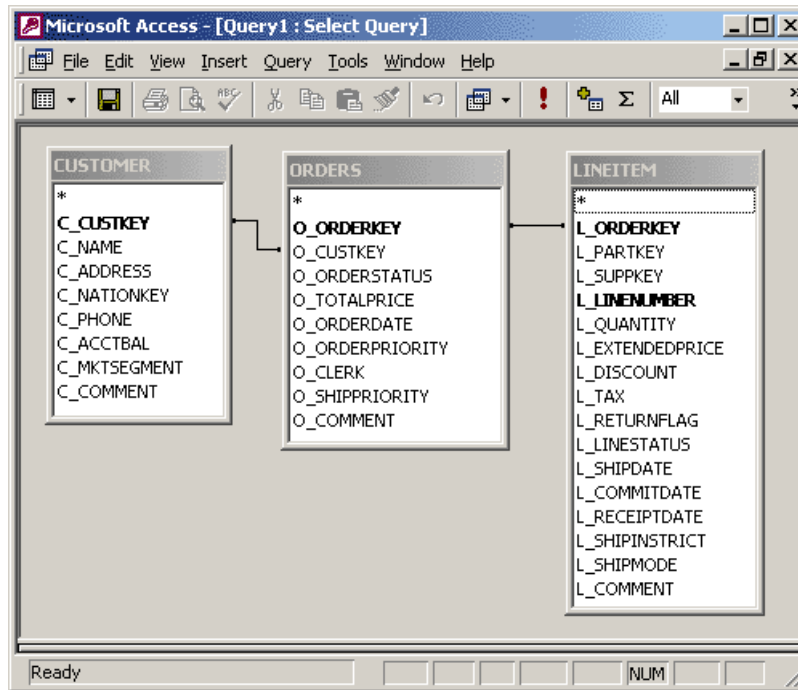 Microsoft Access - [Query1 : Select Query]
File Edit View Insert Query Tools Window Help
ABC
All
CUSTOMER
*
C_CUSTKEY
C_NAME
C_ADDRESS
C_NATIONKEY
C_PHONE
C_ACCTBAL
C_MKTSEGMENT
C_COMMENT
ORDERS
*
O_ORDERKEY
O_CUSTKEY
O_ORDERSTATUS
O_TOTALPRICE
O_ORDERDATE
O_ORDERPRIORITY
O_CLERK
O_SHIPPRIORITY
O_COMMENT
LINEITEM
*
L_ORDERKEY
L_PARTKEY
L_SUPPKEY
L_LINENUMBER
L_QUANTITY
L_EXTENDEDPRICE
L_DISCOUNT
L_TAX
L_RETURNFLAG
L_LINESTATUS
L_SHIPDATE
L_COMMITDATE
L_RECEIPTDATE
L_SHIPINSTRICT
L_SHIPMODE
L_COMMENT
Ready
NUM